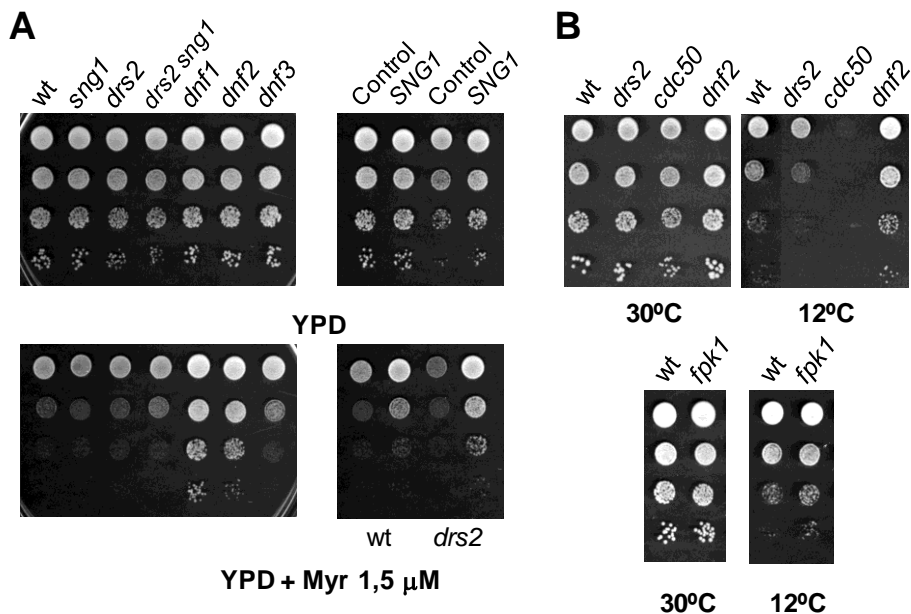 A
wt sng1 drs2 drs2 sng1 dnf1 dnf2 dnf3
Control SNG1 Control SNG1
YPD
wt drs2
YPD + Myr 1,5 µM
B
wt drs2 cdc50 dnf2
wt drs2 cdc50 dnf2
30ºC 12ºC
wt fpk1
wt fpk1
30ºC 12ºC